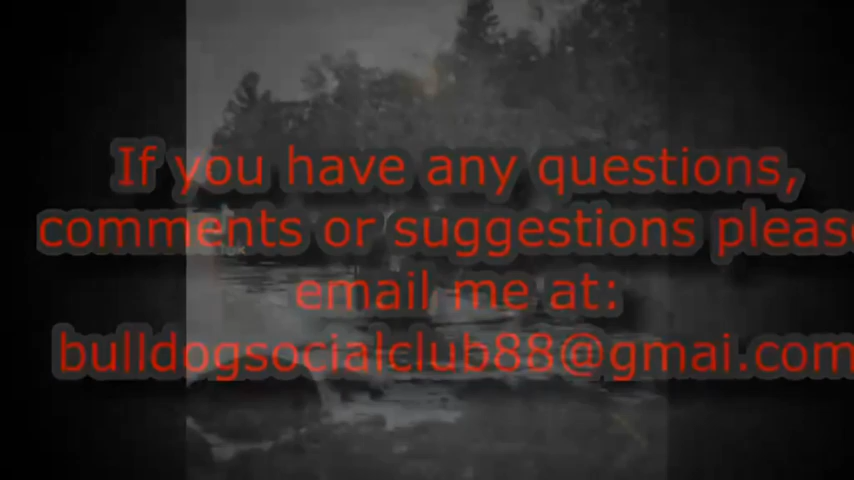 If you have any questions,
comments or suggestions please
email me at:
bulldogsocialclub88@gmai.com